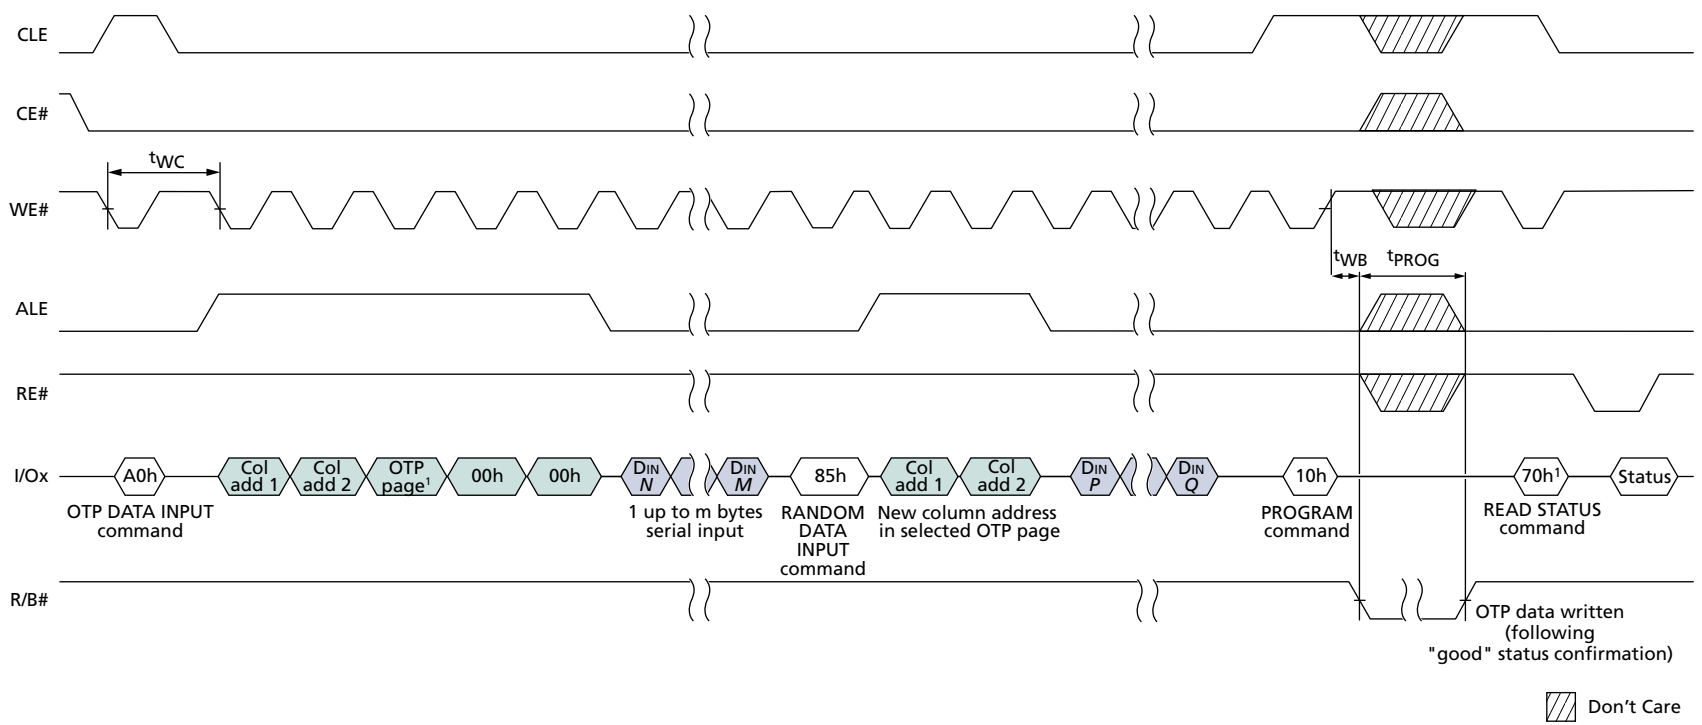 CLE
CE#
tWC
WE#
tWB
tPROG
ALE
RE#
I/Ox
A0h
Col
add 1
Col
add 2
OTP
page¹
00h
00h
DIN
N
DIN
M
85h
Col
add 1
Col
add 2
DIN
P
DIN
Q
10h
70h¹
Status
OTP DATA INPUT
command
1 up to m bytes
serial input
RANDOM
DATA
INPUT
command
New column address
in selected OTP page
PROGRAM
command
READ STATUS
command
R/B#
OTP data written
(following
"good" status confirmation)
Don't Care